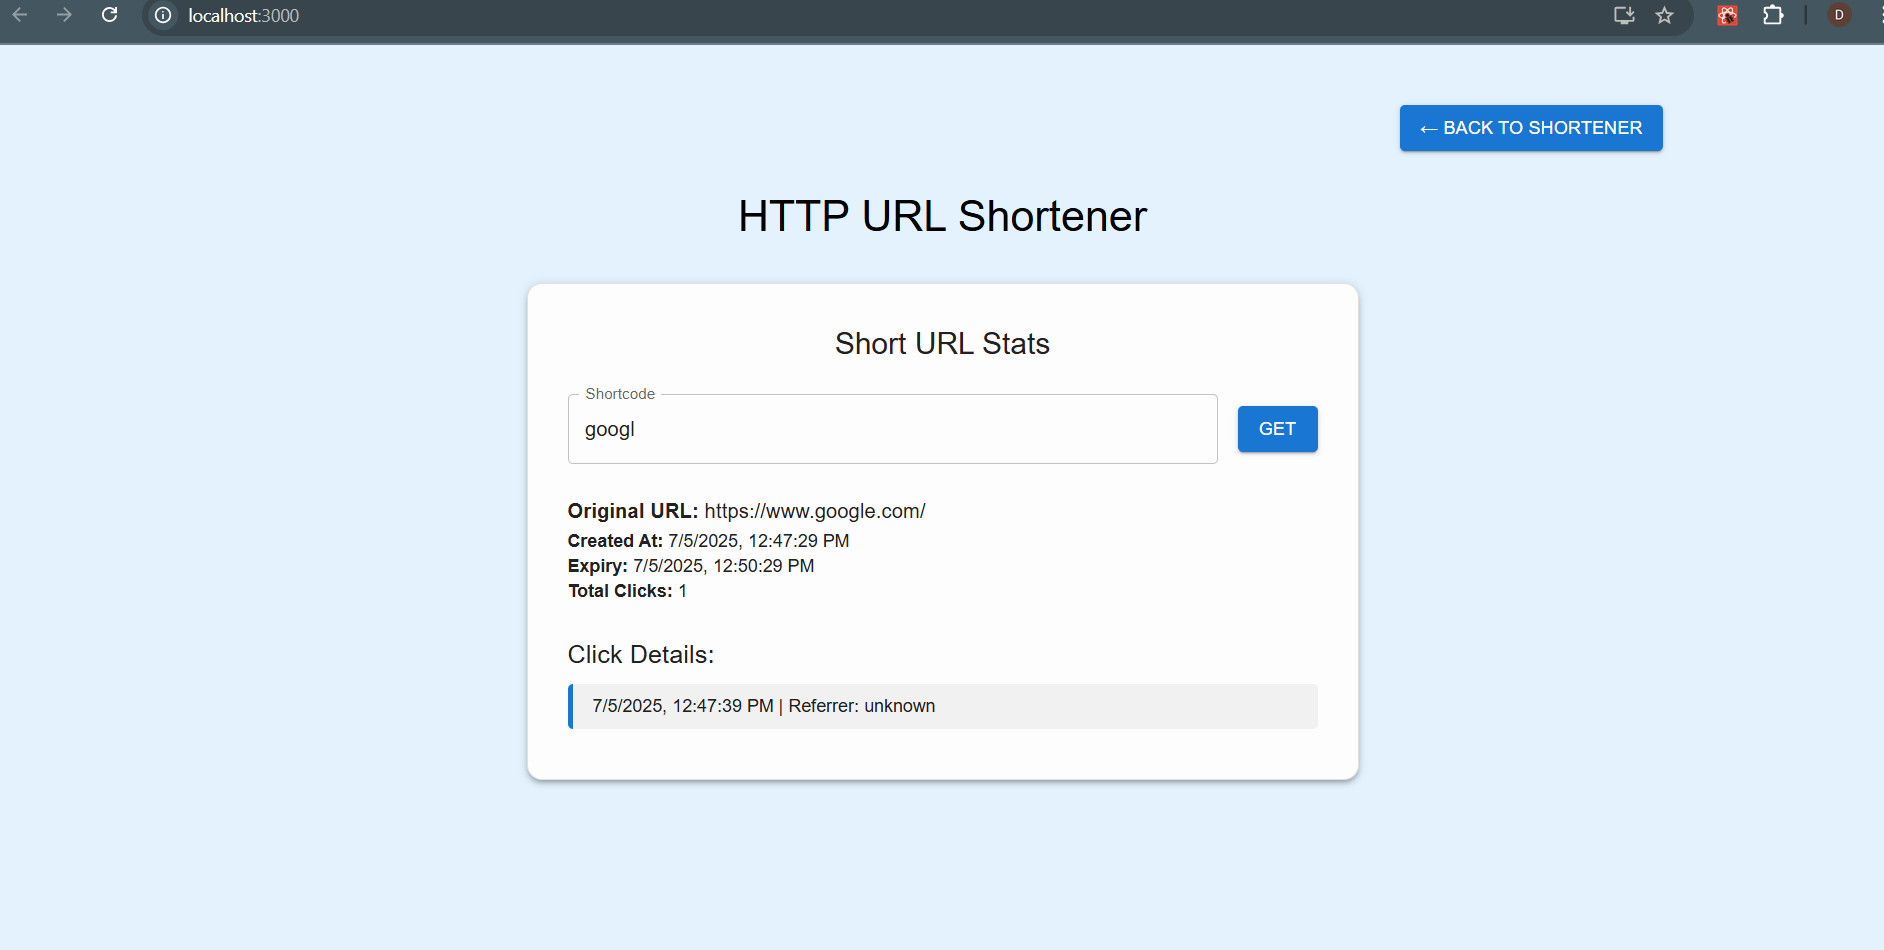 localhost:3000
D
← BACK TO SHORTENER
HTTP URL Shortener
Short URL Stats
Shortcode
googl
GET
Original URL: https://www.google.com/
Created At: 7/5/2025, 12:47:29 PM
Expiry: 7/5/2025, 12:50:29 PM
Total Clicks: 1
Click Details:
7/5/2025, 12:47:39 PM | Referrer: unknown